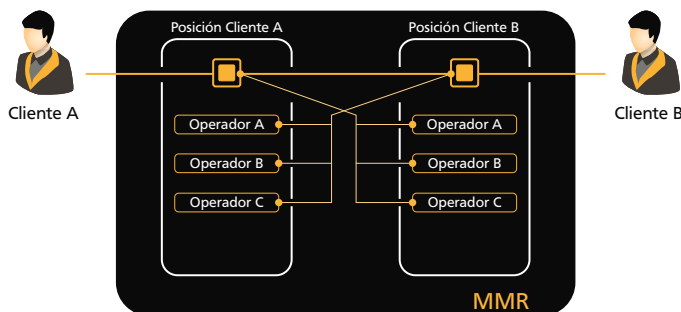 Posición Cliente A
Posición Cliente B
Cliente A
Cliente B
Operador A
Operador A
Operador B
Operador B
Operador C
Operador C
MMR